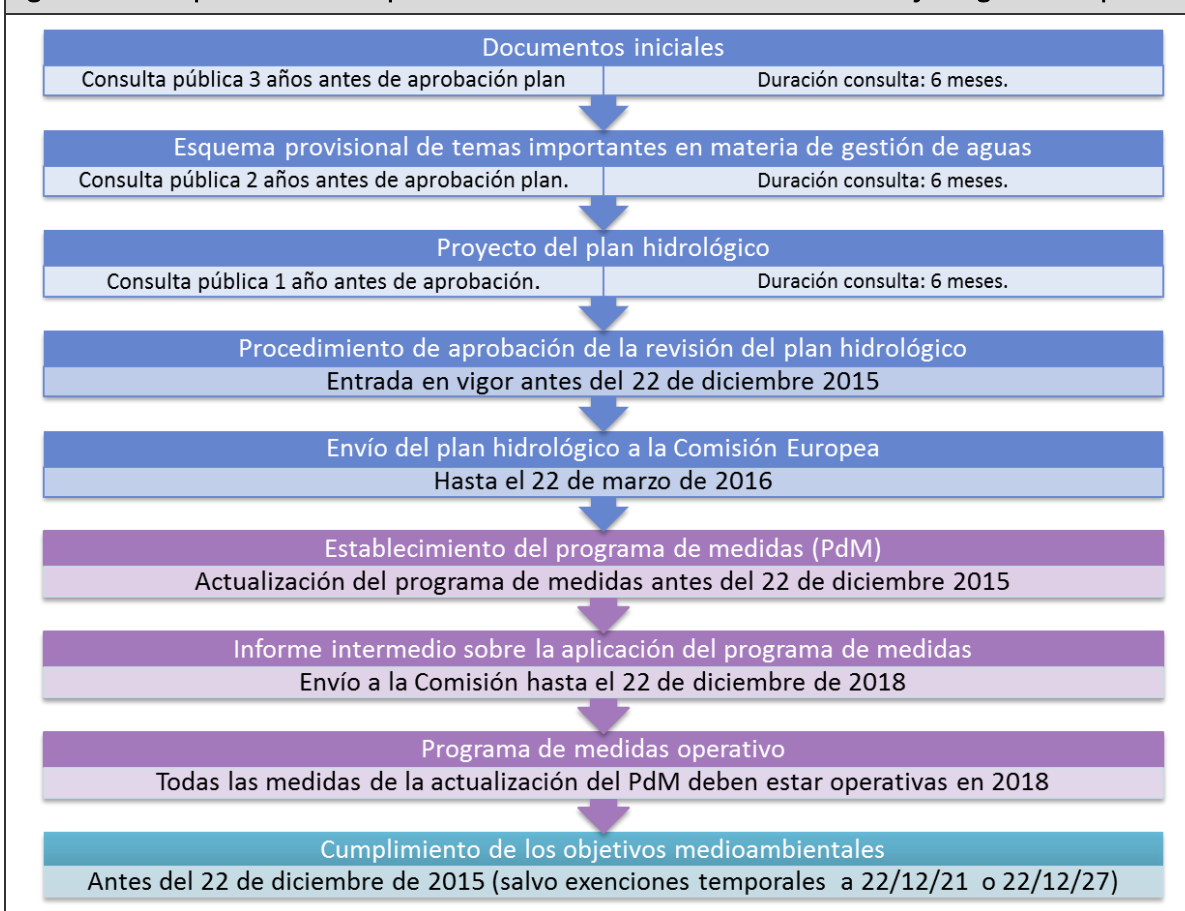 Documentos iniciales
Consulta pública 3 años antes de aprobación plan
Duración consulta: 6 meses.
Esquema provisional de temas importantes en materia de gestión de aguas
Consulta pública 2 años antes de aprobación plan.
Duración consulta: 6 meses.
Proyecto del plan hidrológico
Consulta pública 1 año antes de aprobación.
Duración consulta: 6 meses.
Procedimiento de aprobación de la revisión del plan hidrológico
Entrada en vigor antes del 22 de diciembre 2015
Envío del plan hidrológico a la Comisión Europea
Hasta el 22 de marzo de 2016
Establecimiento del programa de medidas (PdM)
Actualización del programa de medidas antes del 22 de diciembre 2015
Informe intermedio sobre la aplicación del programa de medidas
Envío a la Comisión hasta el 22 de diciembre de 2018
Programa de medidas operativo
Todas las medidas de la actualización del PdM deben estar operativas en 2018
Cumplimiento de los objetivos medioambientales
Antes del 22 de diciembre de 2015 (salvo exenciones temporales a 22/12/21 o 22/12/27)